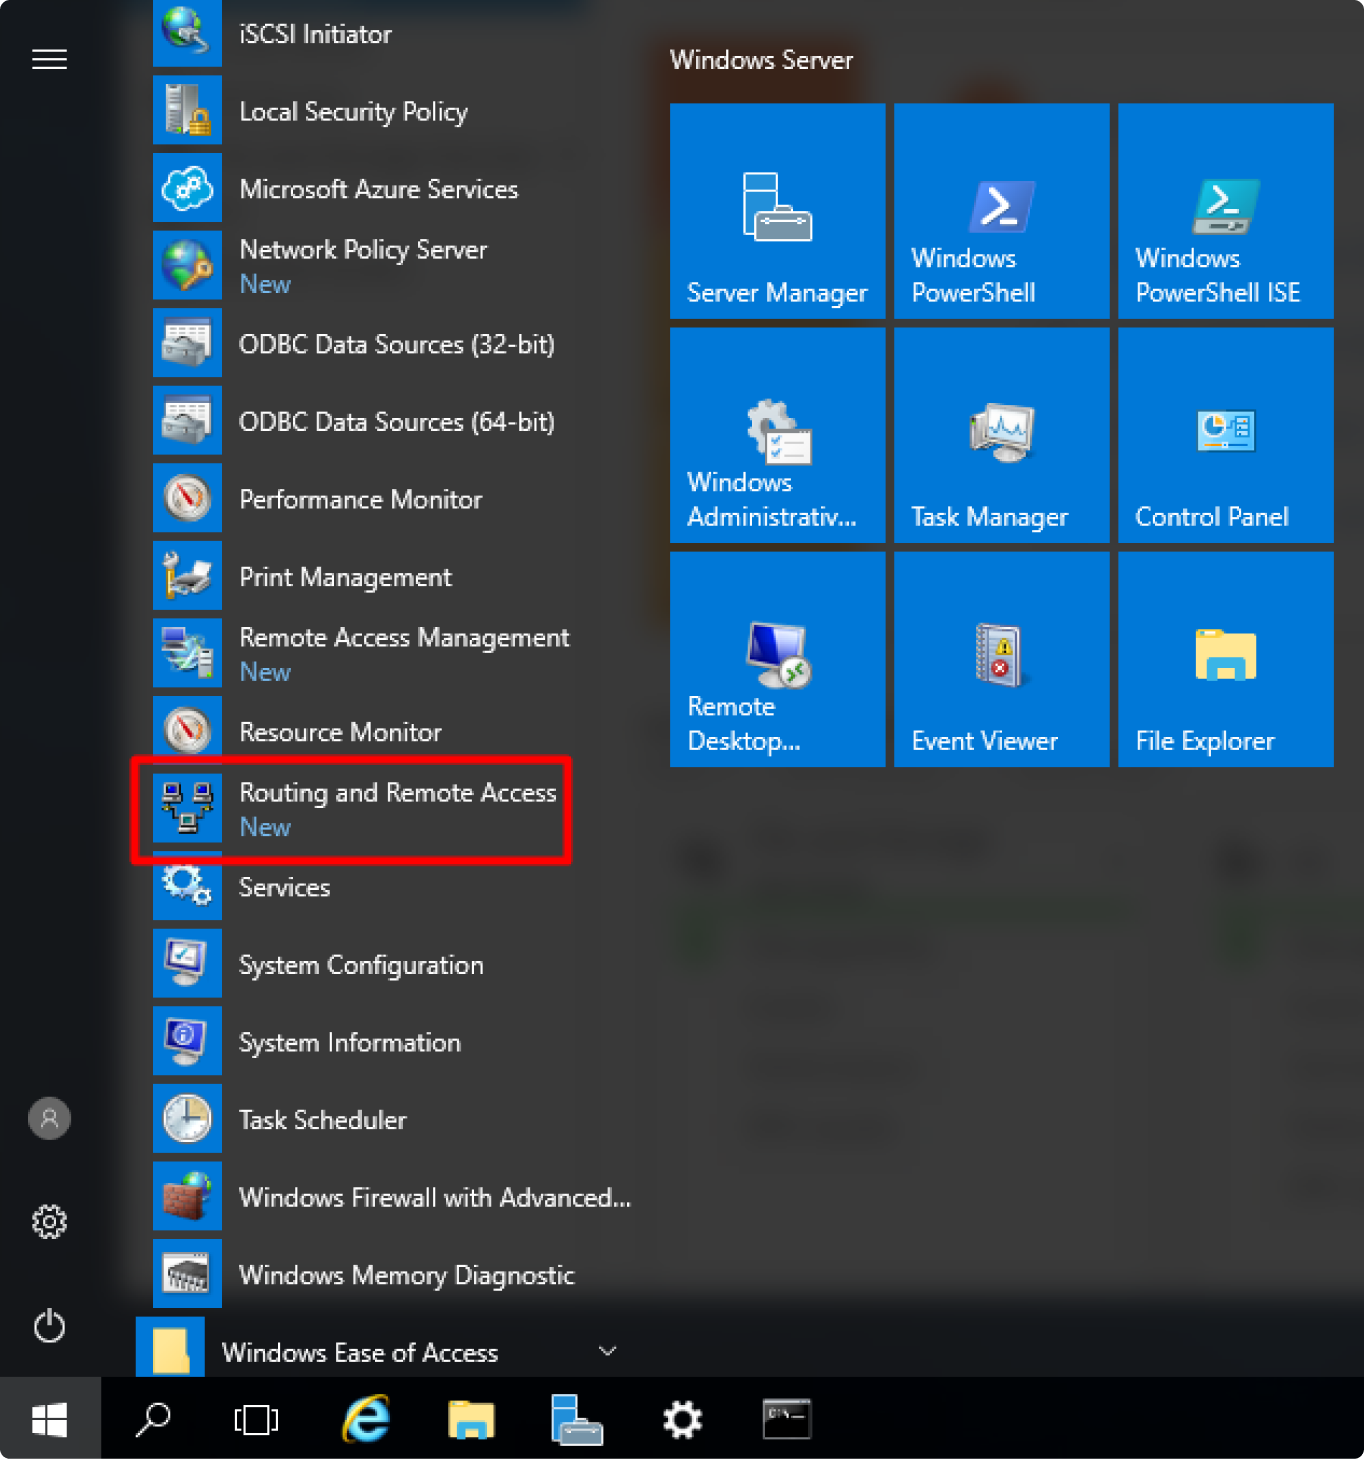 iSCSI Initiator
Local Security Policy
Microsoft Azure Services
Network Policy Server
New
ODBC Data Sources (32-bit)
ODBC Data Sources (64-bit)
Performance Monitor
Print Management
Remote Access Management
New
Resource Monitor
Routing and Remote Access
New
Services
System Configuration
System Information
Task Scheduler
Windows Firewall with Advanced...
Windows Memory Diagnostic
Windows Ease of Access
Windows Server
Server Manager
Windows
PowerShell
Windows
PowerShell ISE
Windows
Administrativ...
Task Manager
Control Panel
Remote
Desktop...
Event Viewer
File Explorer